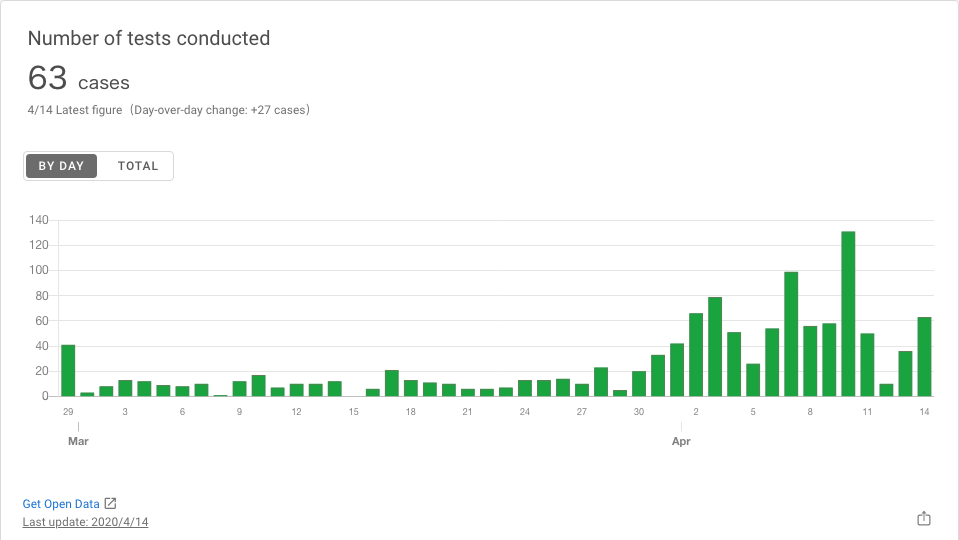 Number of tests conducted
63 cases
4/14 Latest figure（Day-over-day change: +27 cases）
BY DAY TOTAL
140
120
100
80
60
40
20
0
29 3 6 9 12 15 18 21 24 27 30 2 5 8 11 14
Mar Apr
Get Open Data
Last update: 2020/4/14